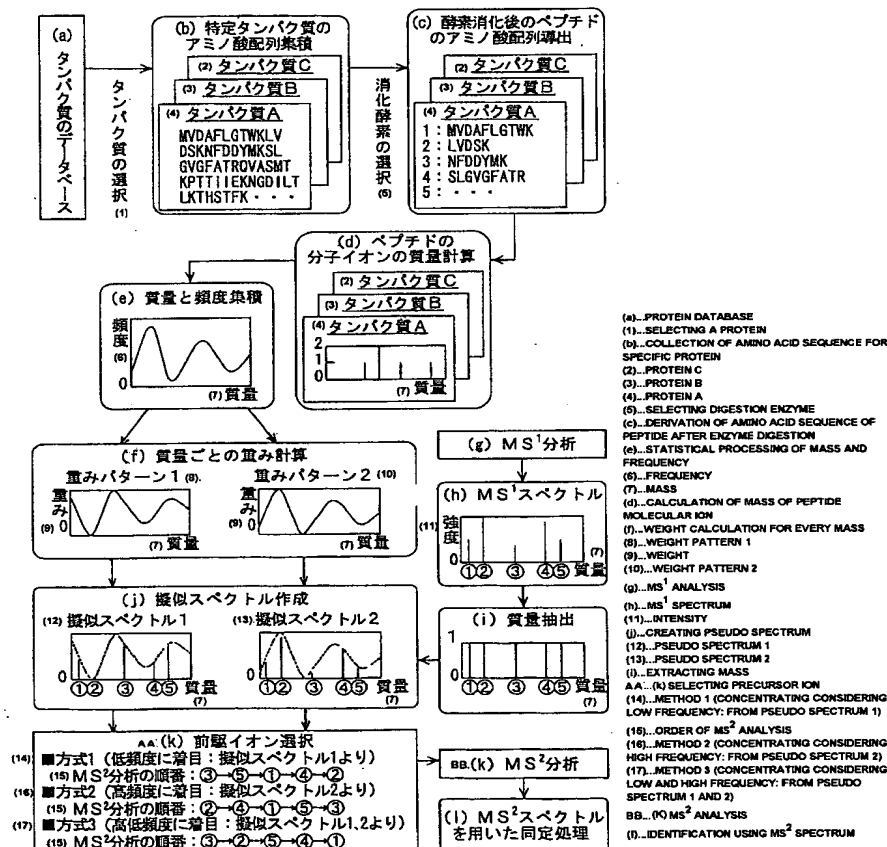 (a)
タンパク質のデータベース
タンパク質の選択
(1)
(b) 特定タンパク質の
アミノ酸配列集積
(2) タンパク質C
(3) タンパク質B
(4) タンパク質A
MVDAFLGTWKLV
DSKNFDDYMKSL
GVGFATRQVASMT
KPTTIIEKNGDILT
LKTHSTFK・・・
消化酵素の選択
(5)
(c) 酵素消化後のペプチド
のアミノ酸配列導出
(2) タンパク質C
(3) タンパク質B
(4) タンパク質A
1：MVDAFLGTWK
2：LVDSK
3：NFDDYMK
4：SLGVGFATR
5：・・・
(d) ペプチドの
分子イオンの質量計算
(2) タンパク質C
(3) タンパク質B
(4) タンパク質A
2
1
0
(7) 質量
(e) 質量と頻度集積
頻度
(6)
0
(7) 質量
(f) 質量ごとの重み計算
重みパターン1 (8).
重みパターン2 (10)
重み
(9) 0
(7) 質量
重み
(9) 0
(7) 質量
(g) MS¹分析
(h) MS¹スペクトル
(11) 強度
0
(7)
①② ③ ④⑤ 質量
(i) 質量抽出
1
0
①② ③ ④⑤ 質量
(7)
(j) 擬似スペクトル作成
(12) 擬似スペクトル1
(13) 擬似スペクトル2
0
①② ③ ④⑤
0
①② ③ ④⑤ 質量
(7)
AA:(k) 前駆イオン選択
(14) ■方式1（低頻度に着目：擬似スペクトル1より）
(15) MS²分析の順番：③→⑤→①→④→②
(16) ■方式2（高頻度に着目：擬似スペクトル2より）
(15) MS²分析の順番：②→④→①→⑤→③
(17) ■方式3（高低頻度に着目：擬似スペクトル1,2より）
(15) MS²分析の順番：③→②→⑤→④→①
BB.(k) MS²分析
(l) MS²スペクトル
を用いた同定処理
(a)...PROTEIN DATABASE
(1)...SELECTING A PROTEIN
(b)...COLLECTION OF AMINO ACID SEQUENCE FOR
SPECIFIC PROTEIN
(2)...PROTEIN C
(3)...PROTEIN B
(4)...PROTEIN A
(5)...SELECTING DIGESTION ENZYME
(c)...DERIVATION OF AMINO ACID SEQUENCE OF
PEPTIDE AFTER ENZYME DIGESTION
(e)...STATISTICAL PROCESSING OF MASS AND
FREQUENCY
(6)...FREQUENCY
(7)...MASS
(d)...CALCULATION OF MASS OF PEPTIDE
MOLECULAR ION
(f)...WEIGHT CALCULATION FOR EVERY MASS
(8)...WEIGHT PATTERN 1
(9)...WEIGHT
(10)...WEIGHT PATTERN 2
(g)...MS¹ ANALYSIS
(h)...MS¹ SPECTRUM
(11)...INTENSITY
(j)...CREATING PSEUDO SPECTRUM
(12)...PSEUDO SPECTRUM 1
(13)...PSEUDO SPECTRUM 2
(i)...EXTRACTING MASS
AA...(k) SELECTING PRECURSOR ION
(14)...METHOD 1 (CONCENTRATING CONSIDERING
LOW FREQUENCY: FROM PSEUDO SPECTRUM 1)
(15)...ORDER OF MS² ANALYSIS
(16)...METHOD 2 (CONCENTRATING CONSIDERING
HIGH FREQUENCY: FROM PSEUDO SPECTRUM 2)
(17)...METHOD 3 (CONCENTRATING CONSIDERING
LOW AND HIGH FREQUENCY: FROM PSEUDO
SPECTRUM 1 AND 2)
BB...(K) MS² ANALYSIS
(l)...IDENTIFICATION USING MS² SPECTRUM